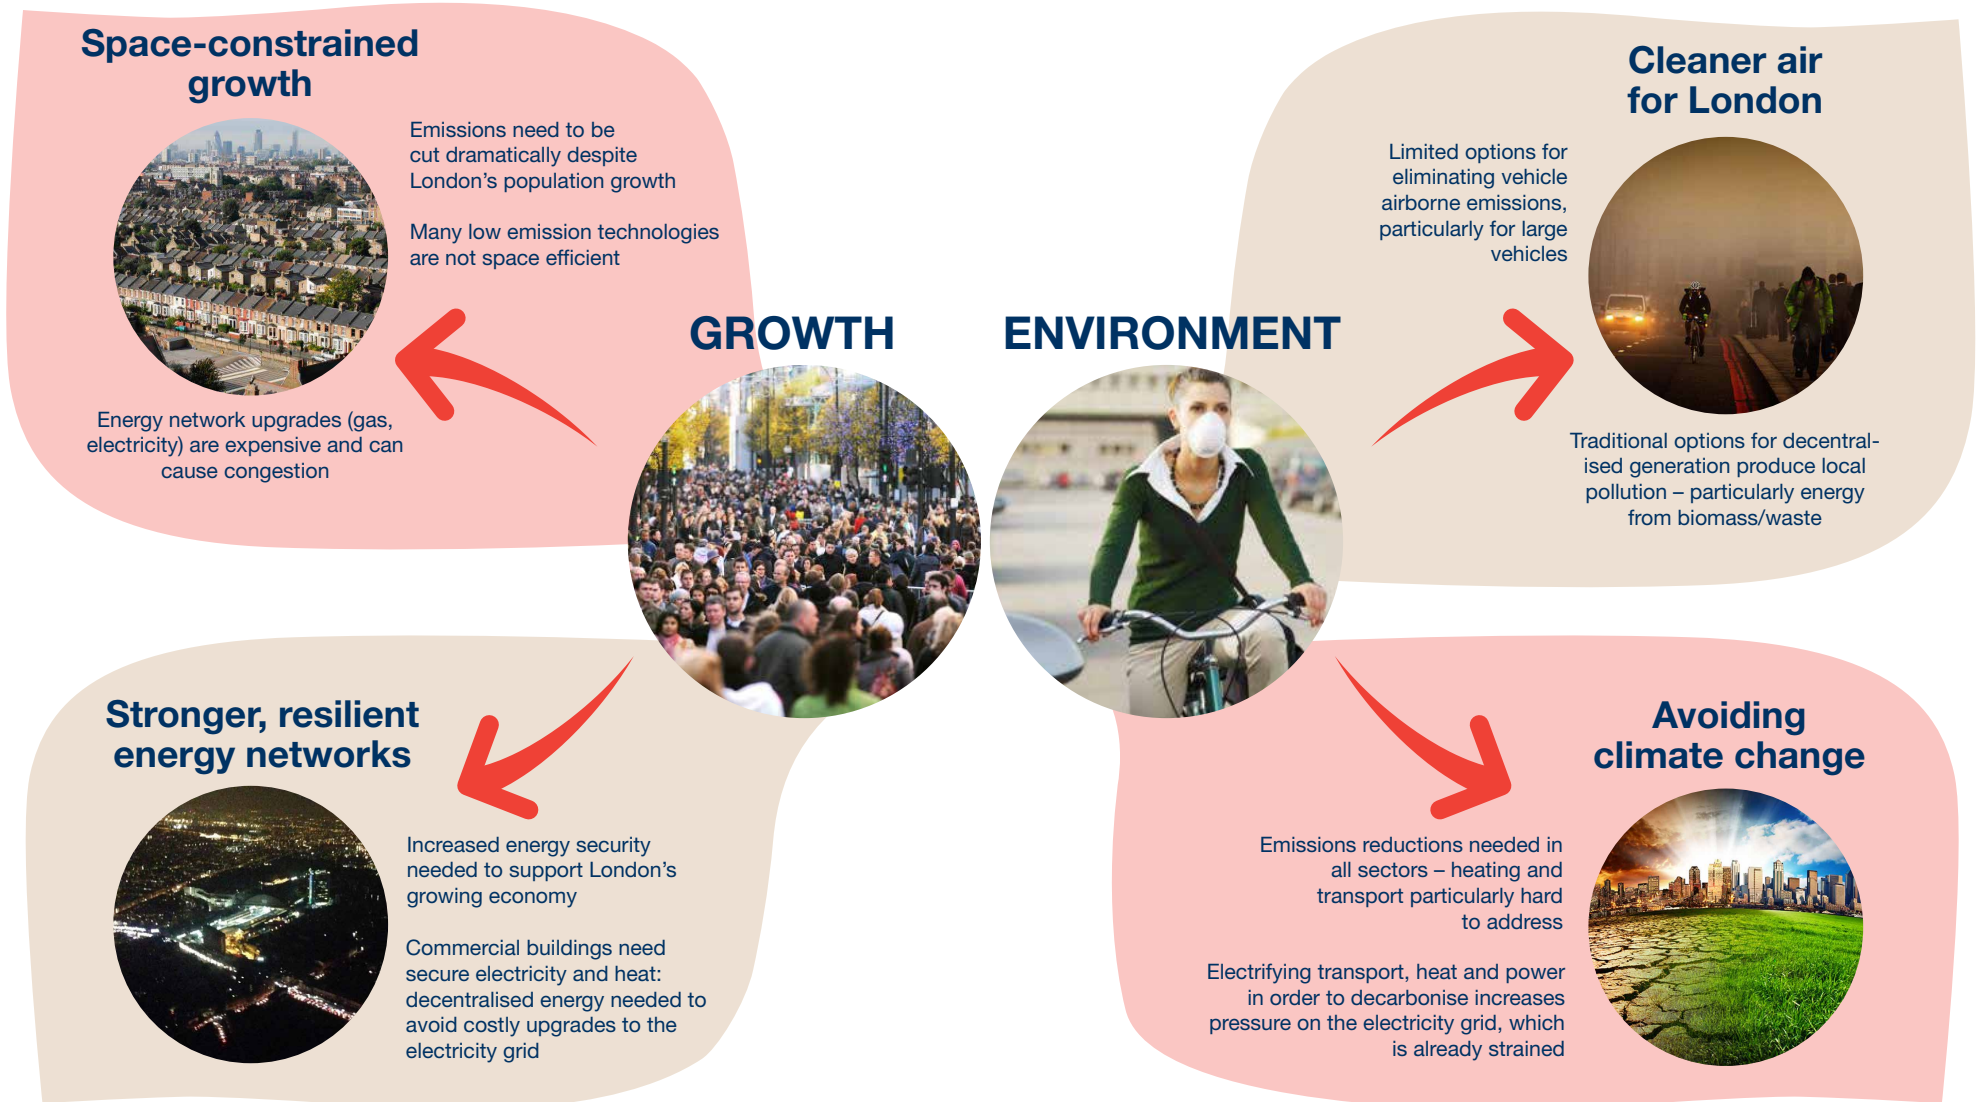 Space-constrained
growth
Emissions need to be
cut dramatically despite
London's population growth
Many low emission technologies
are not space efficient
Energy network upgrades (gas,
electricity) are expensive and can
cause congestion
GROWTH
ENVIRONMENT
Cleaner air
for London
Limited options for
eliminating vehicle
airborne emissions,
particularly for large
vehicles
Traditional options for decentral-
ised generation produce local
pollution – particularly energy
from biomass/waste
Stronger, resilient
energy networks
Increased energy security
needed to support London's
growing economy
Commercial buildings need
secure electricity and heat:
decentralised energy needed to
avoid costly upgrades to the
electricity grid
Avoiding
climate change
Emissions reductions needed in
all sectors – heating and
transport particularly hard
to address
Electrifying transport, heat and power
in order to decarbonise increases
pressure on the electricity grid, which
is already strained